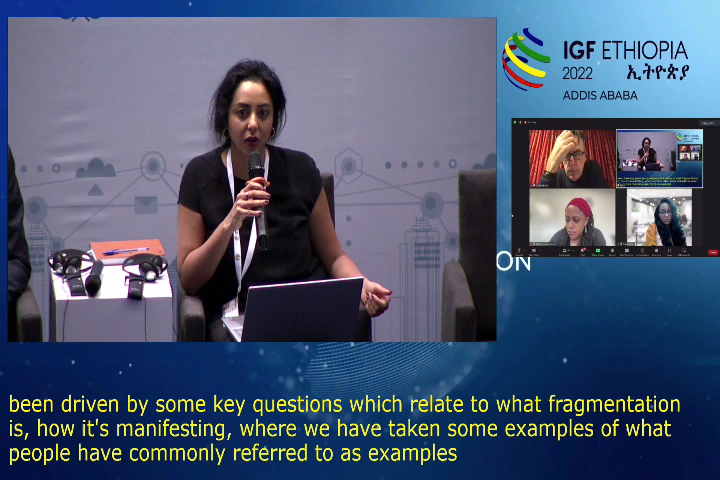 IGF ETHIOPIA
2022 ኢትዮጵያ
ADDIS ABABA
ON
been driven by some key questions which relate to what fragmentation
is, how it's manifesting, where we have taken some examples of what
people have commonly referred to as examples